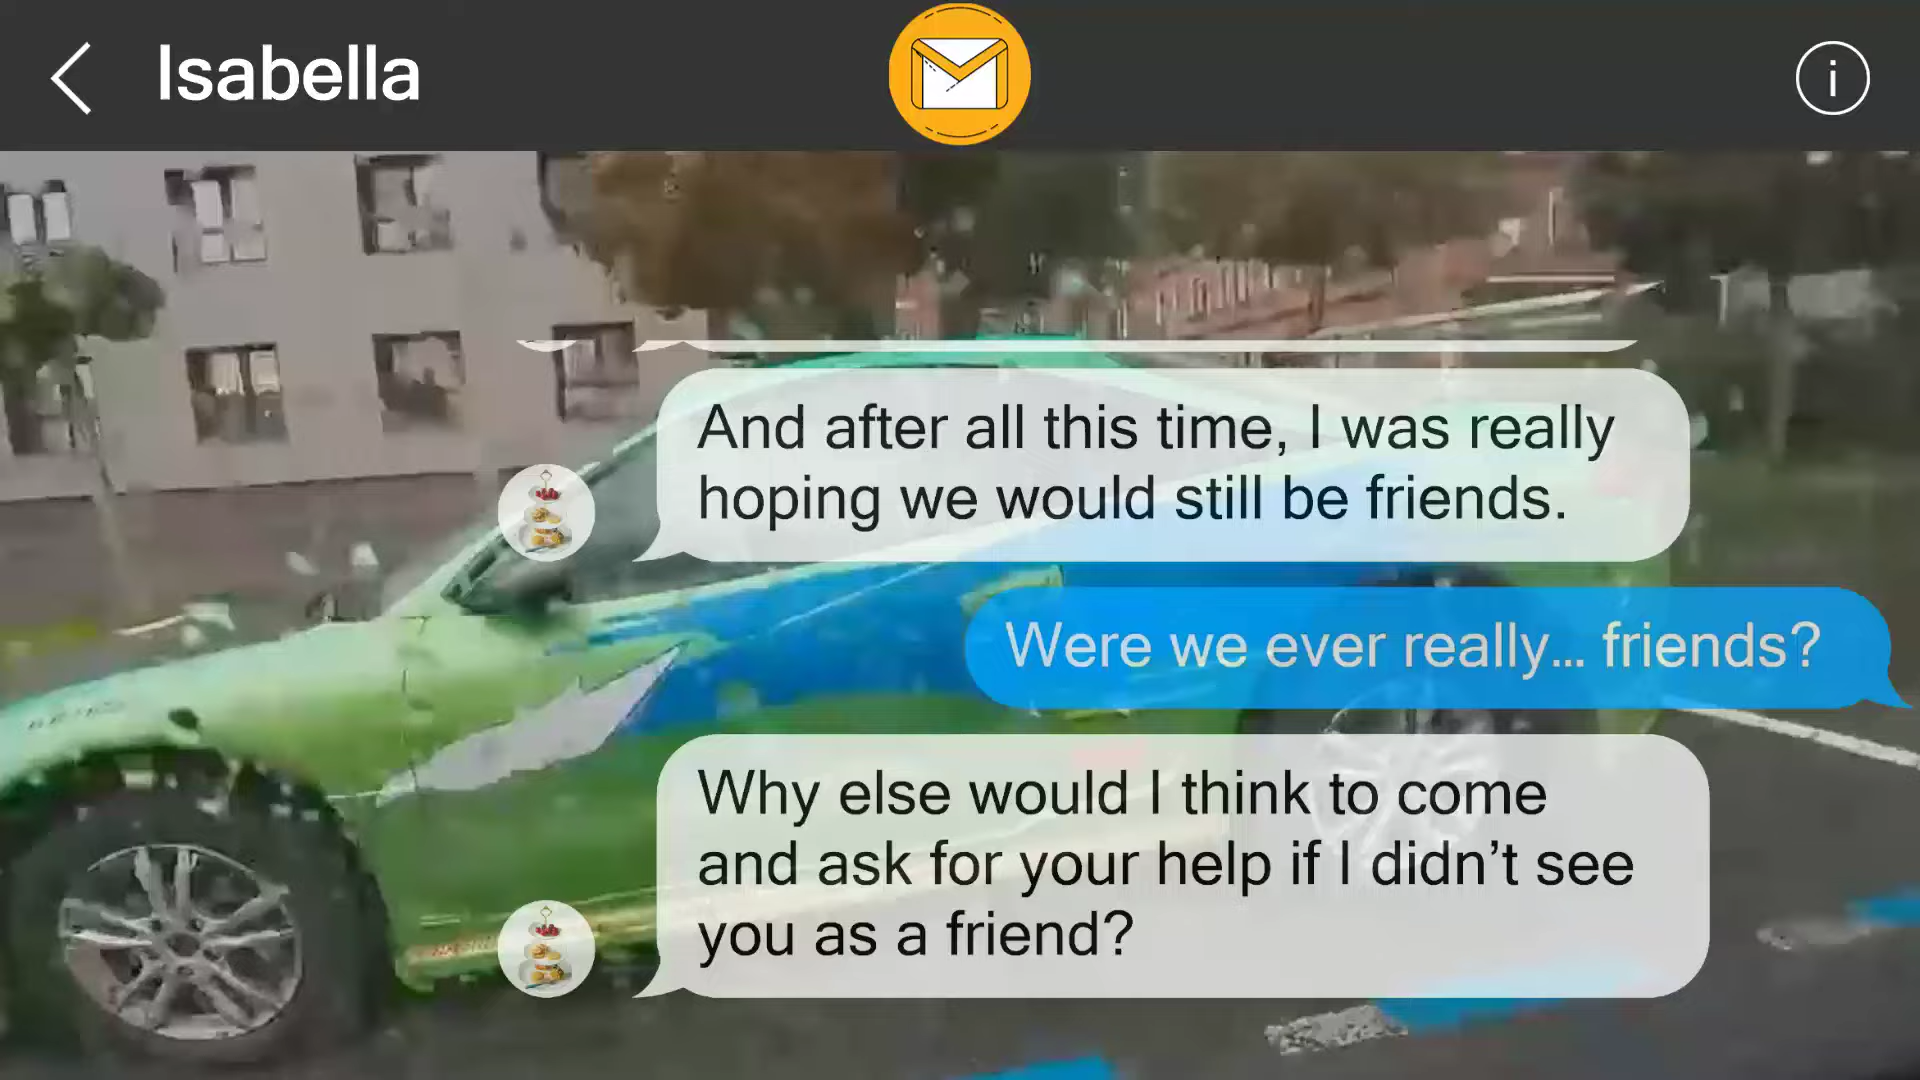 Isabella
i
And after all this time, I was really
hoping we would still be friends.
Were we ever really... friends?
Why else would I think to come
and ask for your help if I didn't see
you as a friend?